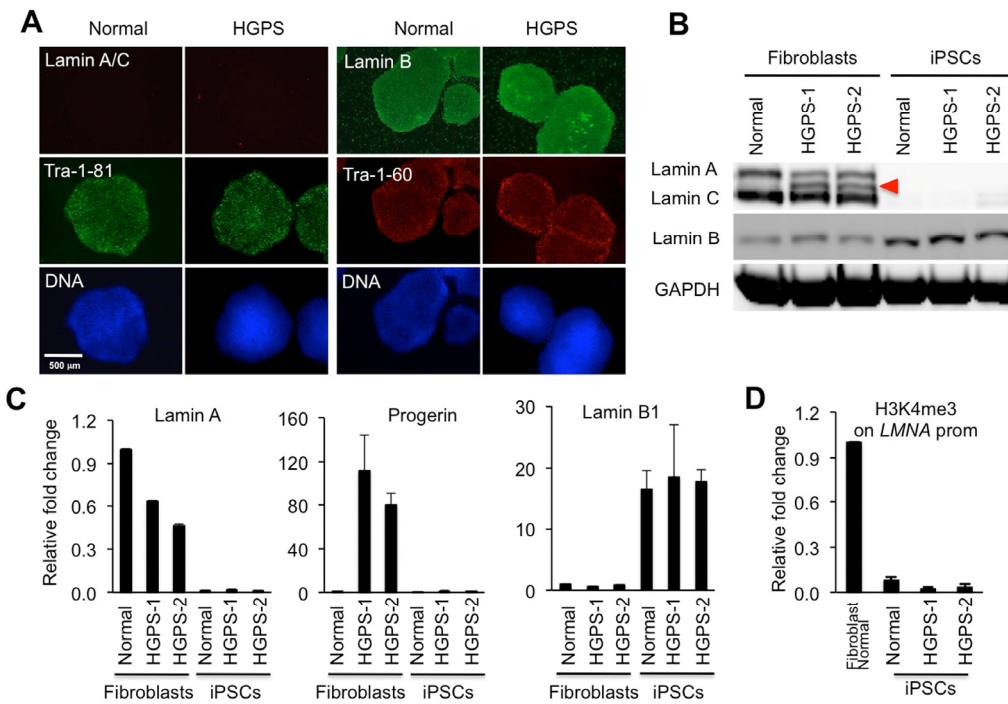 A
Normal
HGPS
Normal
HGPS
Lamin A/C
Lamin B
Tra-1-81
Tra-1-60
DNA
DNA
500 µm
B
Fibroblasts
iPSCs
Normal
HGPS-1
HGPS-2
Normal
HGPS-1
HGPS-2
Lamin A
Lamin C
Lamin B
GAPDH
C
Lamin A
Relative fold change
1.2
0.9
0.6
0.3
0.0
Normal
HGPS-1
HGPS-2
Normal
HGPS-1
HGPS-2
Fibroblasts
iPSCs
Progerin
160
120
80
40
0
Normal
HGPS-1
HGPS-2
Normal
HGPS-1
HGPS-2
Fibroblasts
iPSCs
Lamin B1
30
20
10
0
Normal
HGPS-1
HGPS-2
Normal
HGPS-1
HGPS-2
Fibroblasts
iPSCs
D
H3K4me3
on LMNA prom
Relative fold change
1.2
0.9
0.6
0.3
0.0
Fibroblast
Normal
Normal
HGPS-1
HGPS-2
iPSCs